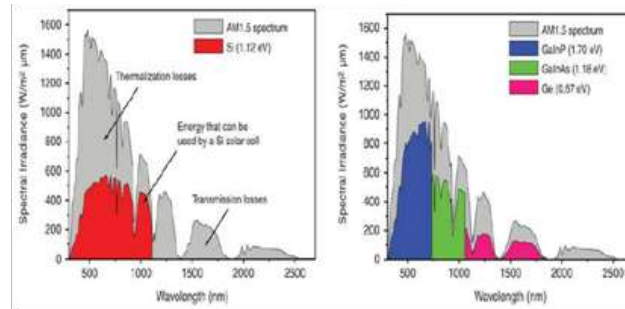 1600
1400
1200
1000
800
600
400
200
0
Spectral Irradiance (W/m² µm)
AM1.5 spectrum
Si (1.12 eV)
Thermalization losses
Energy that can be
used by a Si solar cell
Transmission losses
500 1000 1500 2000 2500
Wavelength (nm)
1600
1400
1200
1000
800
600
400
200
0
Spectral Irradiance (W/m² µm)
AM1.5 spectrum
GaInP (1.70 eV)
GaInAs (1.18 eV)
Ge (0.67 eV)
500 1000 1500 2000 2500
Wavelength (nm)